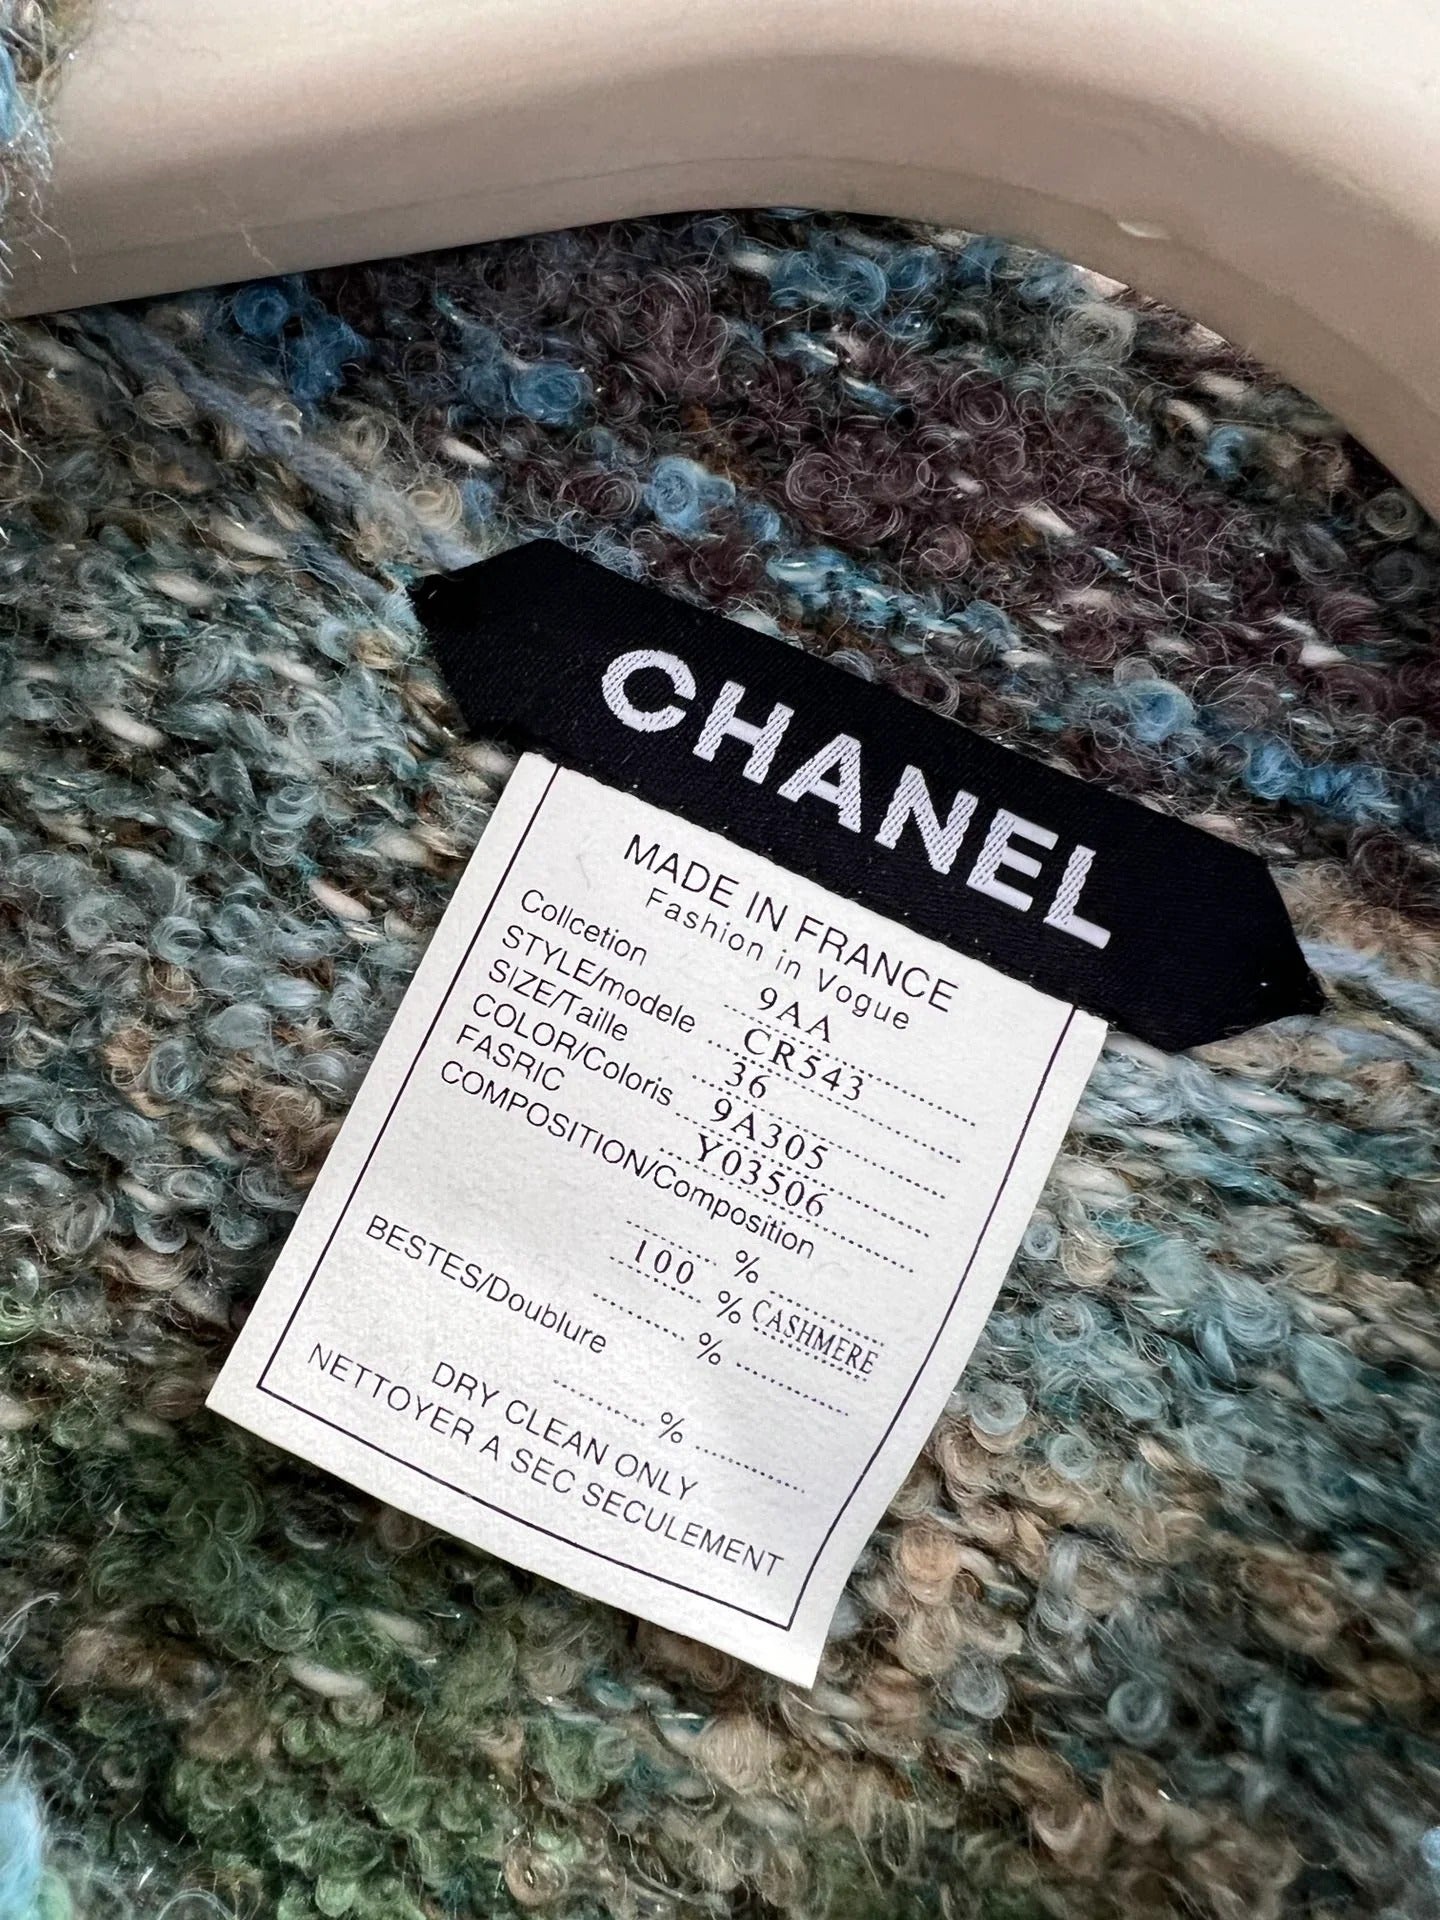 CHANEL
MADE IN FRANCE
Fashion in Vogue
Collcetion 9AA
STYLE/modele CR543
SIZE/Taille 36
COLOR/Coloris 9A305
FASRIC Y03506
COMPOSITION/Composition
%
100 % CASHMERE
%
BESTES/Doublure
%
DRY CLEAN ONLY
NETTOYER A SEC SECULEMENT